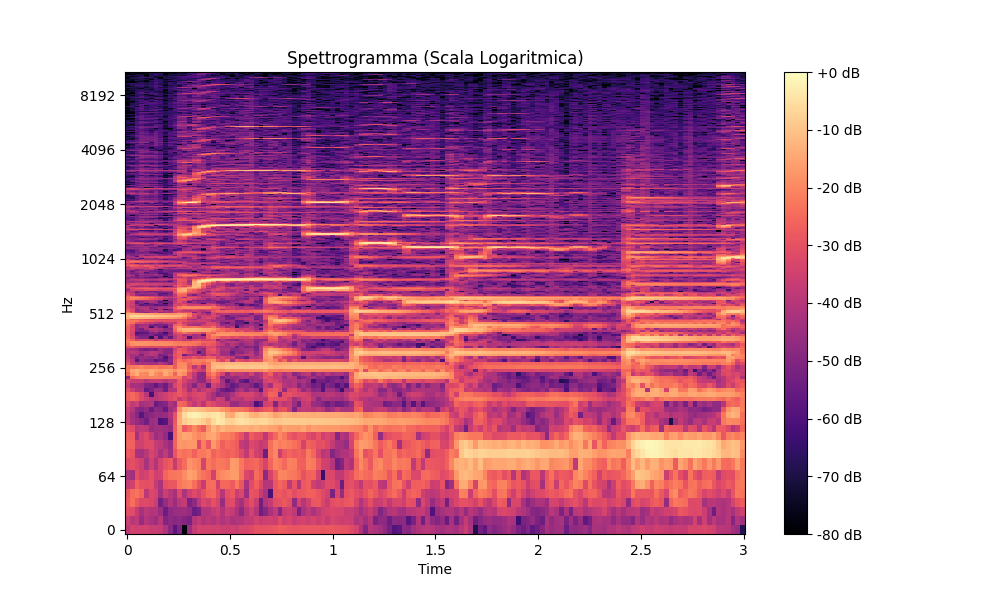 Spettrogramma (Scala Logaritmica)
Hz
8192
4096
2048
1024
512
256
128
64
0
0
0.5
1
1.5
2
2.5
3
Time
+0 dB
-10 dB
-20 dB
-30 dB
-40 dB
-50 dB
-60 dB
-70 dB
-80 dB